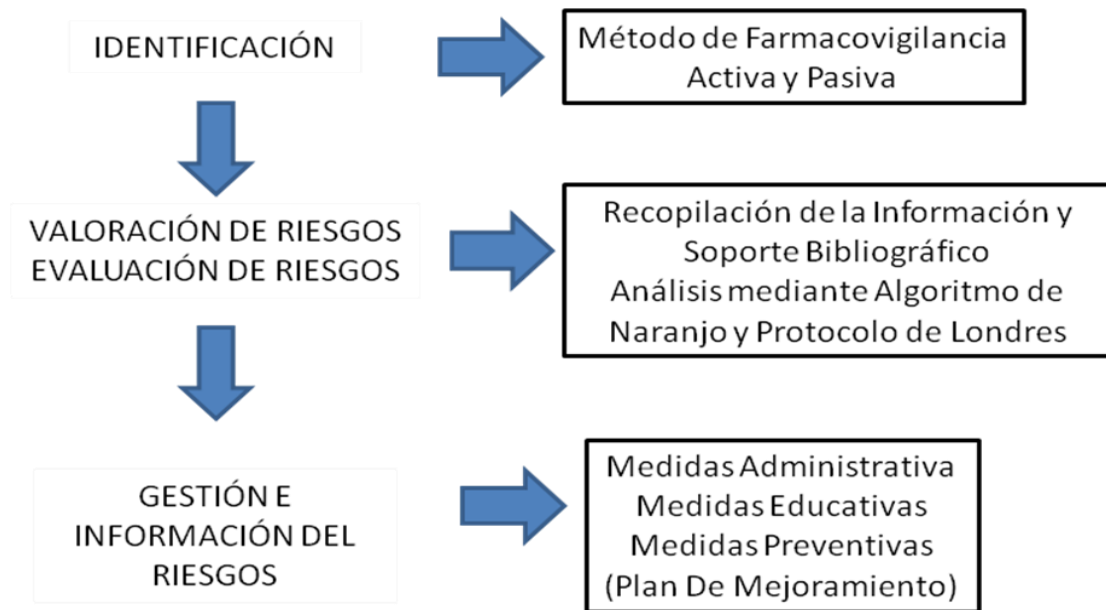 IDENTIFICACIÓN
Método de Farmacovigilancia
Activa y Pasiva
VALORACIÓN DE RIESGOS
EVALUACIÓN DE RIESGOS
Recopilación de la Información y
Soporte Bibliográfico
Análisis mediante Algoritmo de
Naranjo y Protocolo de Londres
GESTIÓN E
INFORMACIÓN DEL
RIESGOS
Medidas Administrativa
Medidas Educativas
Medidas Preventivas
(Plan De Mejoramiento)